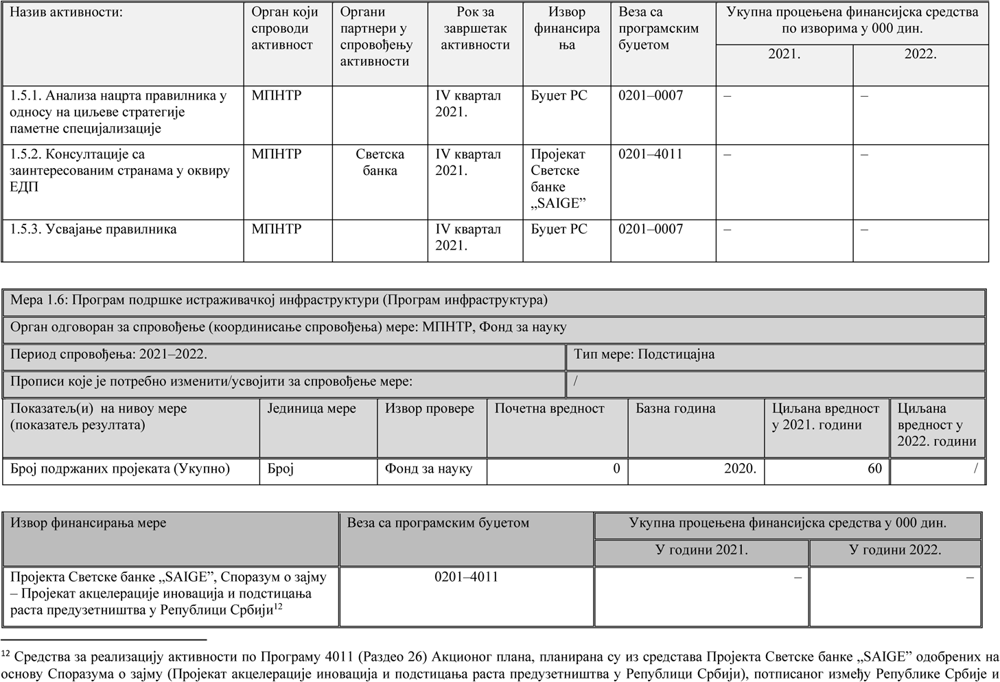 Назив активности:
Орган који
спроводи
активност
Органи
партнери у
спровођењу
активности
Рок за
завршетак
активности
Извор
финансира
ња
Веза са
програмским
буџетом
Укупна процењена финансијска средства
по изворима у 000 дин.
2021.
2022.
1.5.1. Анализа нацрта правилника у
односу на циљеве стратегије
паметне специјализације
МПНТР
IV квартал
2021.
Буџет РС
0201–0007
–
–
1.5.2. Консултације са
заинтересованим странама у оквиру
ЕДП
МПНТР
Светска
банка
IV квартал
2021.
Пројекат
Светске
банке
„SAIGE”
0201–4011
–
–
1.5.3. Усвајање правилника
МПНТР
IV квартал
2021.
Буџет РС
0201–0007
–
–
Мера 1.6: Програм подршке истраживачкој инфраструктури (Програм инфраструктура)
Орган одговоран за спровођење (координисање спровођења) мере: МПНТР, Фонд за науку
Период спровођења: 2021–2022.
Тип мере: Подстицајна
Прописи које је потребно изменити/усвојити за спровођење мере:
/
Показатељ(и) на нивоу мере
(показатељ резултата)
Јединица мере
Извор провере
Почетна вредност
Базна година
Циљана вредност
у 2021. години
Циљана
вредност у
2022. години
Број подржаних пројеката (Укупно)
Број
Фонд за науку
0
2020.
60
/
Извор финансирања мере
Веза са програмским буџетом
Укупна процењена финансијска средства у 000 дин.
У години 2021.
У години 2022.
Пројекта Светске банке „SAIGE”, Споразум о зајму
– Пројекат акцелерације иновација и подстицања
раста предузетништва у Републици Србији12
0201–4011
–
–
12 Средства за реализацију активности по Програму 4011 (Раздео 26) Акционог плана, планирана су из средстава Пројекта Светске банке „SAIGE” одобрених на
основу Споразума о зајму (Пројекат акцелерације иновација и подстицања раста предузетништва у Републици Србији), потписаног између Републике Србије и